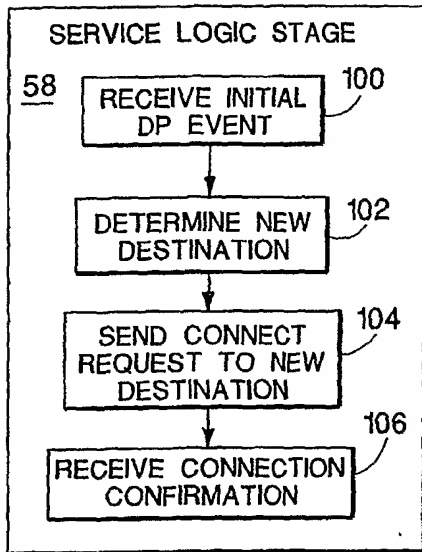 SERVICE LOGIC STAGE
58
100
RECEIVE INITIAL
DP EVENT
102
DETERMINE NEW
DESTINATION
104
SEND CONNECT
REQUEST TO NEW
DESTINATION
106
RECEIVE CONNECTION
CONFIRMATION